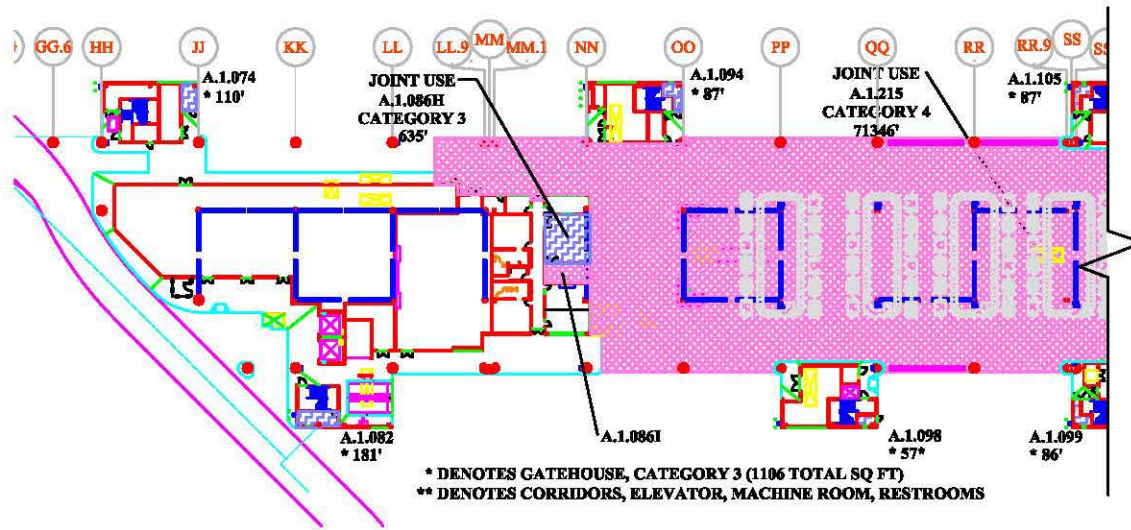 GG.6 HH JJ KK LL LL.9 MM MM.1 NN OO PP QQ RR RR.9 SS
A.1.074
* 110'
JOINT USE
A.1.086H
CATEGORY 3
635'
A.1.094
* 87'
JOINT USE
A.1.215
CATEGORY 4
71346'
A.1.105
* 87'
A.1.082
* 181'
A.1.086I
A.1.098
* 57*
A.1.099
* 86'
* DENOTES GATEHOUSE, CATEGORY 3 (1106 TOTAL SQ FT)
** DENOTES CORRIDORS, ELEVATOR, MACHINE ROOM, RESTROOMS